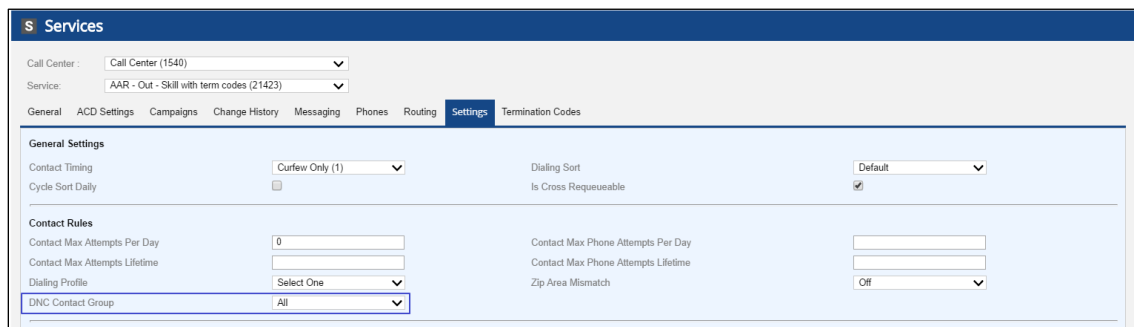 S Services
Call Center : Call Center (1540)
Service: AAR - Out - Skill with term codes (21423)
General ACD Settings Campaigns Change History Messaging Phones Routing Settings Termination Codes
General Settings
Contact Timing Curfew Only (1) Dialing Sort Default
Cycle Sort Daily Is Cross Requeueable
Contact Rules
Contact Max Attempts Per Day 0 Contact Max Phone Attempts Per Day
Contact Max Attempts Lifetime Contact Max Phone Attempts Lifetime
Dialing Profile Select One Zip Area Mismatch Off
DNC Contact Group All